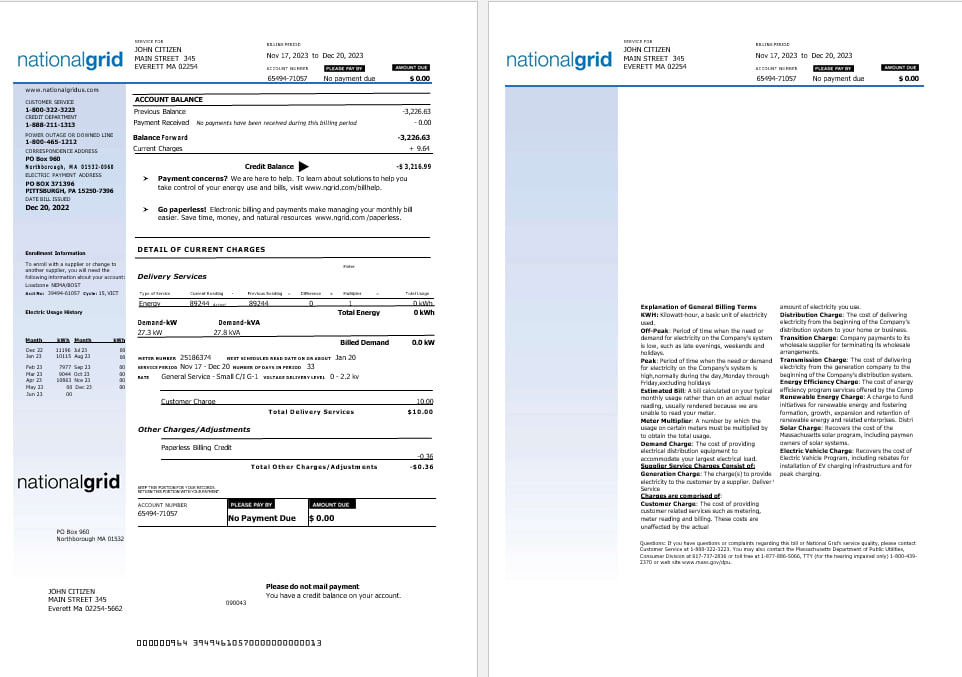 nationalgrid
SERVICE FOR
JOHN CITIZEN
MAIN STREET 345
EVERETT MA 02254
BILLING PERIOD
Nov 17, 2023 to Dec 20, 2023
ACCOUNT NUMBER PLEASE PAY BY AMOUNT DUE
65494-71057 No payment due $ 0.00
www.nationalgridus.com
CUSTOMER SERVICE
1-800-322-3223
CREDIT DEPARTMENT
1-888-211-1313
POWER OUTAGE OR DOWNED LINE
1-800-465-1212
CORRESPONDENCE ADDRESS
PO Box 960
Northborough, MA 01532-0960
ELECTRIC PAYMENT ADDRESS
PO BOX 371396
PITTSBURGH, PA 15250-7396
DATE BILL ISSUED
Dec 20, 2022
Enrollment Information
To enroll with a supplier or change to
another supplier, you will need the
following information about your account:
Loadzone NEMA/BOST
Acct No: 39494-61057 Cycle: 15, VICT
Electric Usage History
Month kWh Month kWh
Dec 22 11196 Jul 23 00
Jan 23 10115 Aug 23 00
Feb 23 7977 Sep 23 00
Mar 23 9044 Oct 23 00
Apr 23 10863 Nov 23 00
May 23 00 Dec 23 00
Jun 23 00
ACCOUNT BALANCE
Previous Balance -3,226.63
Payment Received No payments have been received during this billing period - 0.00
Balance Forward -3,226.63
Current Charges + 9.64
Credit Balance -$ 3,216.99
➤ Payment concerns? We are here to help. To learn about solutions to help you
take control of your energy use and bills, visit www.ngrid.com/billhelp.
➤ Go paperless! Electronic billing and payments make managing your monthly bill
easier. Save time, money, and natural resources www.ngrid.com /paperless.
DETAIL OF CURRENT CHARGES
Delivery Services
Type of Service Current Reading - Previous Reading = Difference x Multiplier = Total Usage
Energy 89244 Actual 89244 0 1 0 kWh
Total Energy 0 kWh
Demand-kW Demand-kVA
27.3 kW 27.8 kVA
Billed Demand 0.0 kW
METER NUMBER 25186374 NEXT SCHEDULED READ DATE ON OR ABOUT Jan 20
SERVICE PERIOD Nov 17 - Dec 20 NUMBER OF DAYS IN PERIOD 33
RATE General Service - Small C/I G-1 VOLTAGE DELIVERY LEVEL 0 - 2.2 kv
Customer Charge 10.00
Total Delivery Services $10.00
Other Charges/Adjustments
Paperless Billing Credit
-0.36
Total Other Charges/Adjustments -$0.36
nationalgrid
KEEP THIS PORTION FOR YOUR RECORDS.
RETURN THIS PORTION WITH YOUR PAYMENT.
ACCOUNT NUMBER PLEASE PAY BY AMOUNT DUE
65494-71057
No Payment Due $ 0.00
PO Box 960
Northborough MA 01532
Please do not mail payment
You have a credit balance on your account.
JOHN CITIZEN
MAIN STREET 345
Everett Ma 02254-5662
090043
000000964 3949461057000000000013
nationalgrid
SERVICE FOR
JOHN CITIZEN
MAIN STREET 345
EVERETT MA 02254
BILLING PERIOD
Nov 17, 2023 to Dec 20, 2023
ACCOUNT NUMBER PLEASE PAY BY AMOUNT DUE
65494-71057 No payment due $ 0.00
Explanation of General Billing Terms
KWH: Kilowatt-hour, a basic unit of electricity
used.
Off-Peak: Period of time when the need or
demand for electricity on the Company's system
is low, such as late evenings, weekends and
holidays.
Peak: Period of time when the need or demand
for electricity on the Company's system is
high,normally during the day,Monday through
Friday,excluding holidays
Estimated Bill: A bill calculated on your typical
monthly usage rather than on an actual meter
reading, usually rendered because we are
unable to read your meter.
Meter Multiplier: A number by which the
usage on certain meters must be multiplied by
to obtain the total usage.
Demand Charge: The cost of providing
electrical distribution equipment to
accommodate your largest electrical load.
Supplier Service Charges Consist of:
Generation Charge: The charge(s) to provide
electricity to the customer by a supplier. Deliver
Service
Charges are comprised of:
Customer Charge: The cost of providing
customer related services such as metering,
meter reading and billing. These costs are
unaffected by the actual
amount of electricity you use.
Distribution Charge: The cost of delivering
electricity from the beginning of the Company's
distribution system to your home or business.
Transition Charge: Company payments to its
wholesale supplier for terminating its wholesale
arrangements.
Transmission Charge: The cost of delivering
electricity from the generation company to the
beginning of the Company's distribution system.
Energy Efficiency Charge: The cost of energy
efficiency program services offered by the Comp
Renewable Energy Charge: A charge to fund
initiatives for renewable energy and fostering
formation, growth, expansion and retention of
renewable energy and related enterprises. Distri
Solar Charge: Recovers the cost of the
Massachusetts solar program, including paymen
owners of solar systems.
Electric Vehicle Charge: Recovers the cost of
Electric Vehicle Program, including rebates for
installation of EV charging infrastructure and for
peak charging.
Questions: If you have questions or complaints regarding this bill or National Grid's service quality, please contact
Customer Service at 1-800-322-3223. You may also contact the Massachusetts Department of Public Utilities,
Consumer Division at 817-737-2836 or toll free at 1-877-886-5066, TTY (for the hearing impaired only) 1-800-439-
2370 or web site www.mass.gov/dpu.